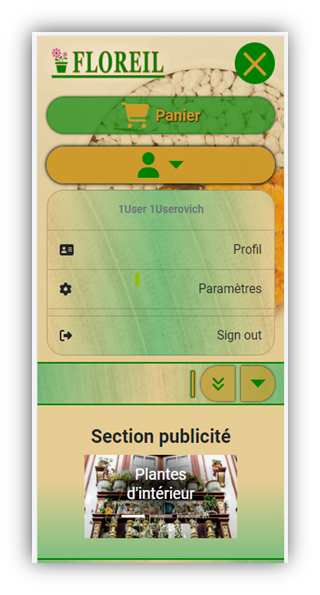 FLOREIL
Panier
1User 1Userovich
Profil
Paramètres
Sign out
Section publicité
Plantes
d'intérieur